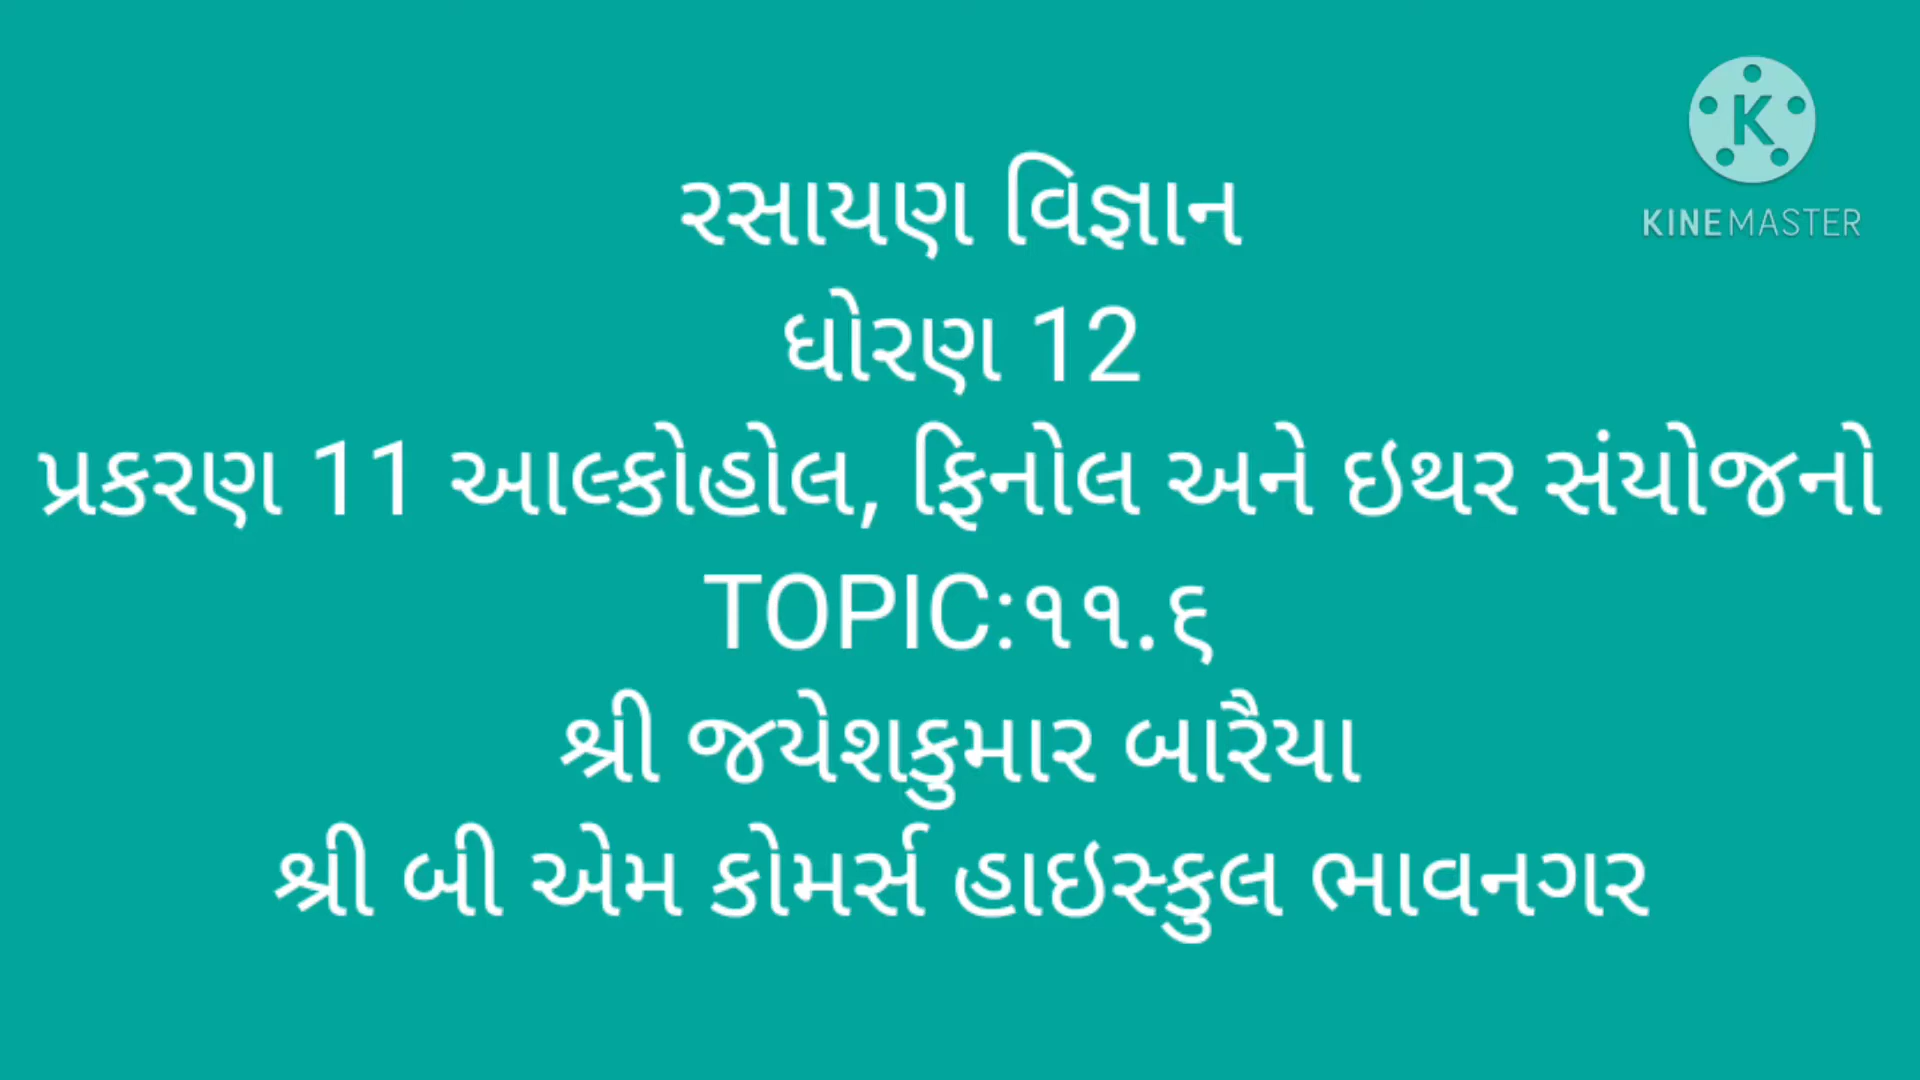 રસાયણ વિજ્ઞાન
ધોરણ 12
પ્રકરણ 11 આલ્કોહોલ, ફિનોલ અને ઇથર સંયોજનો
TOPIC:૧૧.૬
શ્રી જયેશકુમાર બારૈયા
શ્રી બી એમ કોમર્સ હાઇસ્કુલ ભાવનગર
K
KINEMASTER